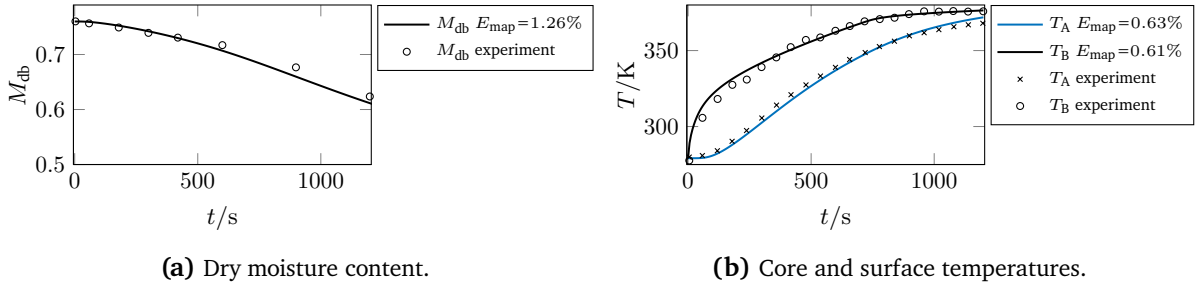 0.7
0.6
0.5
0
500
1000
M_db
t/s
M_db E_map=1.26%
M_db experiment
(a) Dry moisture content.
350
300
0
500
1000
T/K
t/s
T_A E_map=0.63%
T_B E_map=0.61%
T_A experiment
T_B experiment
(b) Core and surface temperatures.